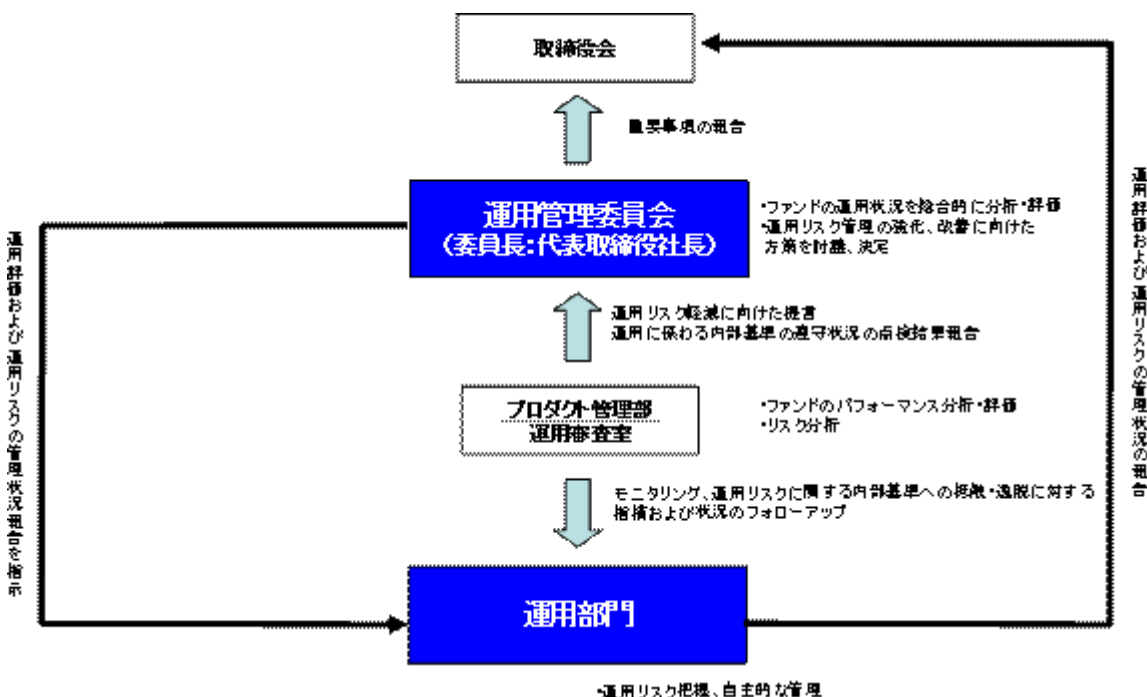 取締役会
重要事項の報告
運用管理委員会
(委員長:代表取締役社長)
・ファンドの運用状況を総合的に分析・評価
・運用リスク管理の強化、改善に向けた
方策を討議、決定
運用リスク軽減に向けた提言
運用に係わる内部基準の遵守状況の点検結果報告
プロダクト管理部
運用審査室
・ファンドのパフォーマンス分析・評価
・リスク分析
モニタリング、運用リスクに関する内部基準への抵触・逸脱に対する
指摘および状況のフォローアップ
運用部門
・運用リスク把握、自主的な管理
運用評価および運用リスクの管理状況報告を指示
運用評価および運用リスクの管理状況の報告